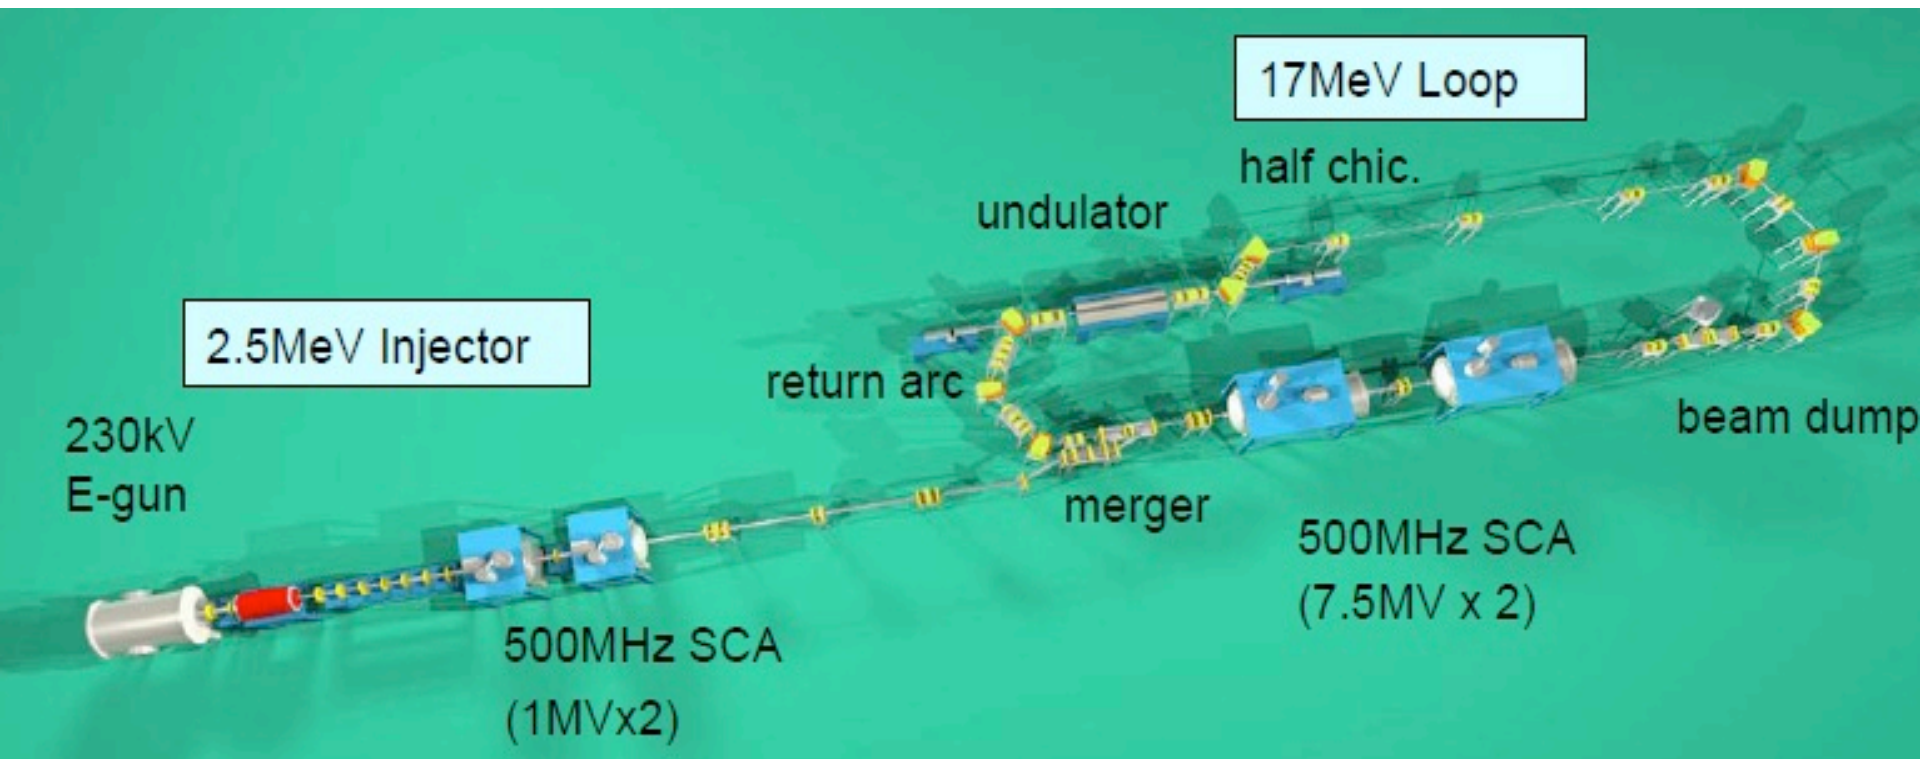 17MeV Loop
half chic.
undulator
2.5MeV Injector
return arc
230kV
E-gun
beam dump
merger
500MHz SCA
(7.5MV x 2)
500MHz SCA
(1MVx2)